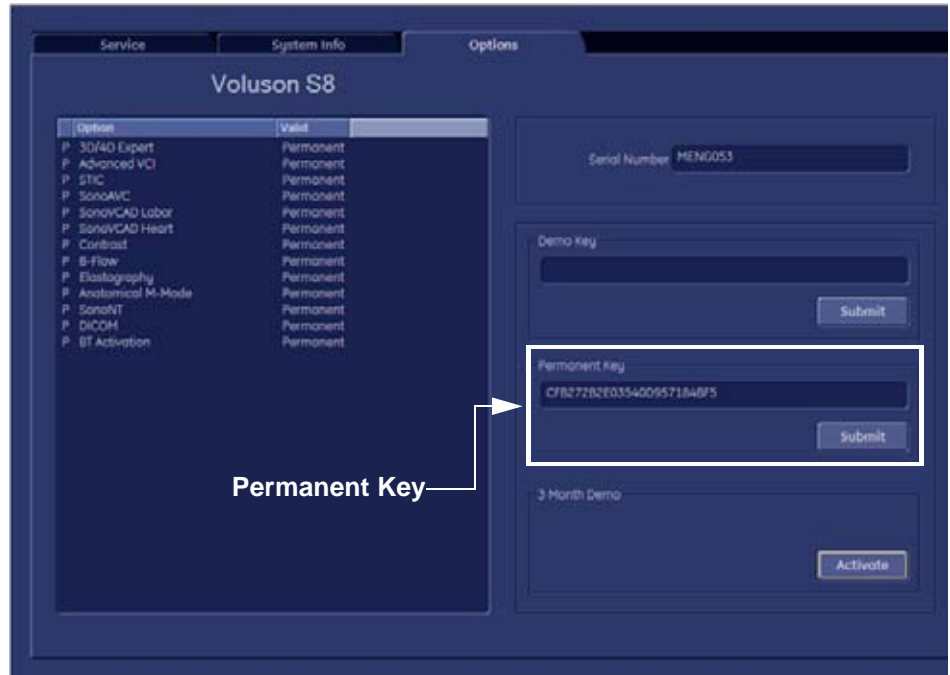 Service System Info Options
Voluson S8
Option Valid
P 3D/4D Expert Permanent
P Advanced VCI Permanent
P STIC Permanent
P SonoAVC Permanent
P SonoVCAD Labor Permanent
P SonoVCAD Heart Permanent
P Contrast Permanent
P B-Flow Permanent
P Elastography Permanent
P Anatomical M-Mode Permanent
P SonoNT Permanent
P DICOM Permanent
P BT Activation Permanent
Serial Number MENG053
Demo Key
Submit
Permanent Key
Submit
Permanent Key
3 Month Demo
Activate